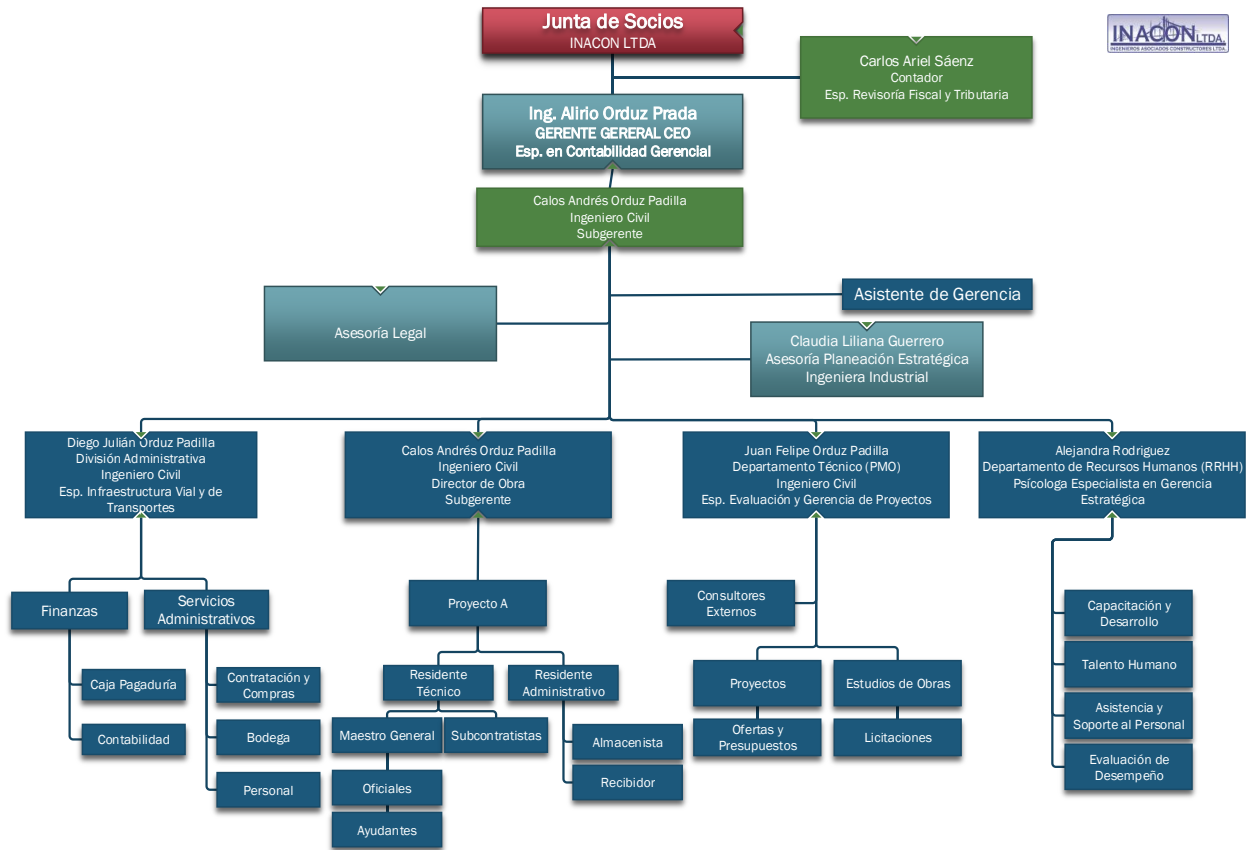 Junta de Socios
INACON LTDA
INACON LTDA.
INGENIEROS ASOCIADOS CONSTRUCTORES LTDA.
Carlos Ariel Sáenz
Contador
Esp. Revisoría Fiscal y Tributaria
Ing. Alirio Orduz Prada
GERENTE GERERAL CEO
Esp. en Contabilidad Gerencial
Calos Andrés Orduz Padilla
Ingeniero Civil
Subgerente
Asistente de Gerencia
Asesoría Legal
Claudia Liliana Guerrero
Asesoría Planeación Estratégica
Ingeniera Industrial
Diego Julián Orduz Padilla
División Administrativa
Ingeniero Civil
Esp. Infraestructura Vial y de
Transportes
Calos Andrés Orduz Padilla
Ingeniero Civil
Director de Obra
Subgerente
Juan Felipe Orduz Padilla
Departamento Técnico (PMO)
Ingeniero Civil
Esp. Evaluación y Gerencia de Proyectos
Alejandra Rodriguez
Departamento de Recursos Humanos (RRHH)
Psícologa Especialista en Gerencia
Estratégica
Finanzas
Servicios
Administrativos
Caja Pagaduría
Contabilidad
Contratación y
Compras
Bodega
Personal
Proyecto A
Residente
Técnico
Residente
Administrativo
Maestro General
Subcontratistas
Oficiales
Ayudantes
Almacenista
Recibidor
Consultores
Externos
Proyectos
Estudios de Obras
Ofertas y
Presupuestos
Licitaciones
Capacitación y
Desarrollo
Talento Humano
Asistencia y
Soporte al Personal
Evaluación de
Desempeño